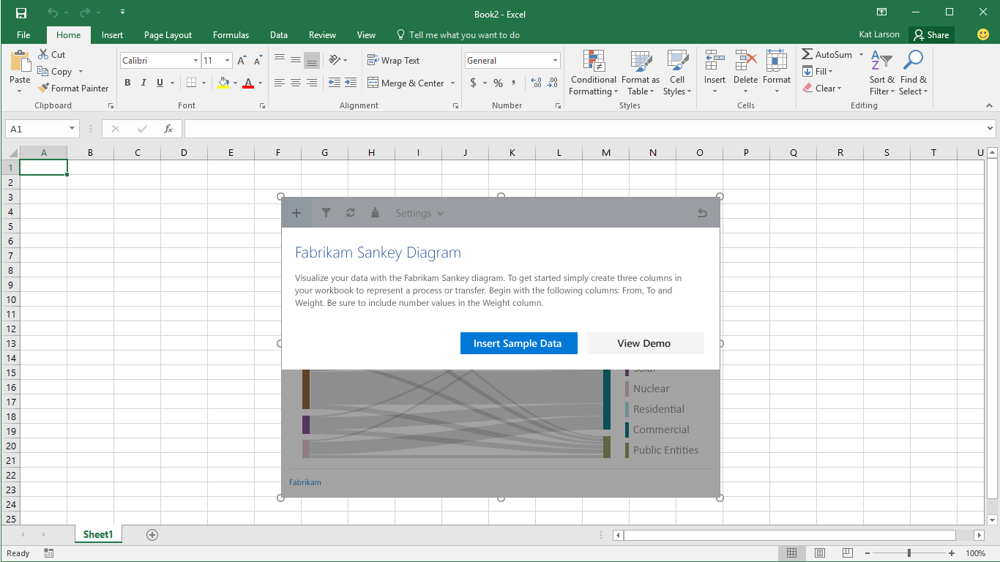 Book2 - Excel
File Home Insert Page Layout Formulas Data Review View Tell me what you want to do Kat Larson Share
Paste Cut Copy Format Painter Clipboard
Calibri 11 B I U A A A Font
Wrap Text Merge & Center Alignment
General $ % , .00 Number
Conditional Formatting Format as Table Cell Styles Styles
Insert Delete Format Cells
AutoSum Fill Clear Sort & Filter Find & Select Editing
A1 fx
A B C D E F G H I J K L M N O P Q R S T U
1
2
3
4
5
6
7
8
9
10
11
12
13
14
15
16
17
18
19
20
21
22
23
24
25
Settings
Fabrikam Sankey Diagram
Visualize your data with the Fabrikam Sankey diagram. To get started simply create three columns in
your workbook to represent a process or transfer. Begin with the following columns: From, To and
Weight. Be sure to include number values in the Weight column.
Insert Sample Data View Demo
Solar
Nuclear
Residential
Commercial
Public Entities
Fabrikam
Sheet1
Ready 100%